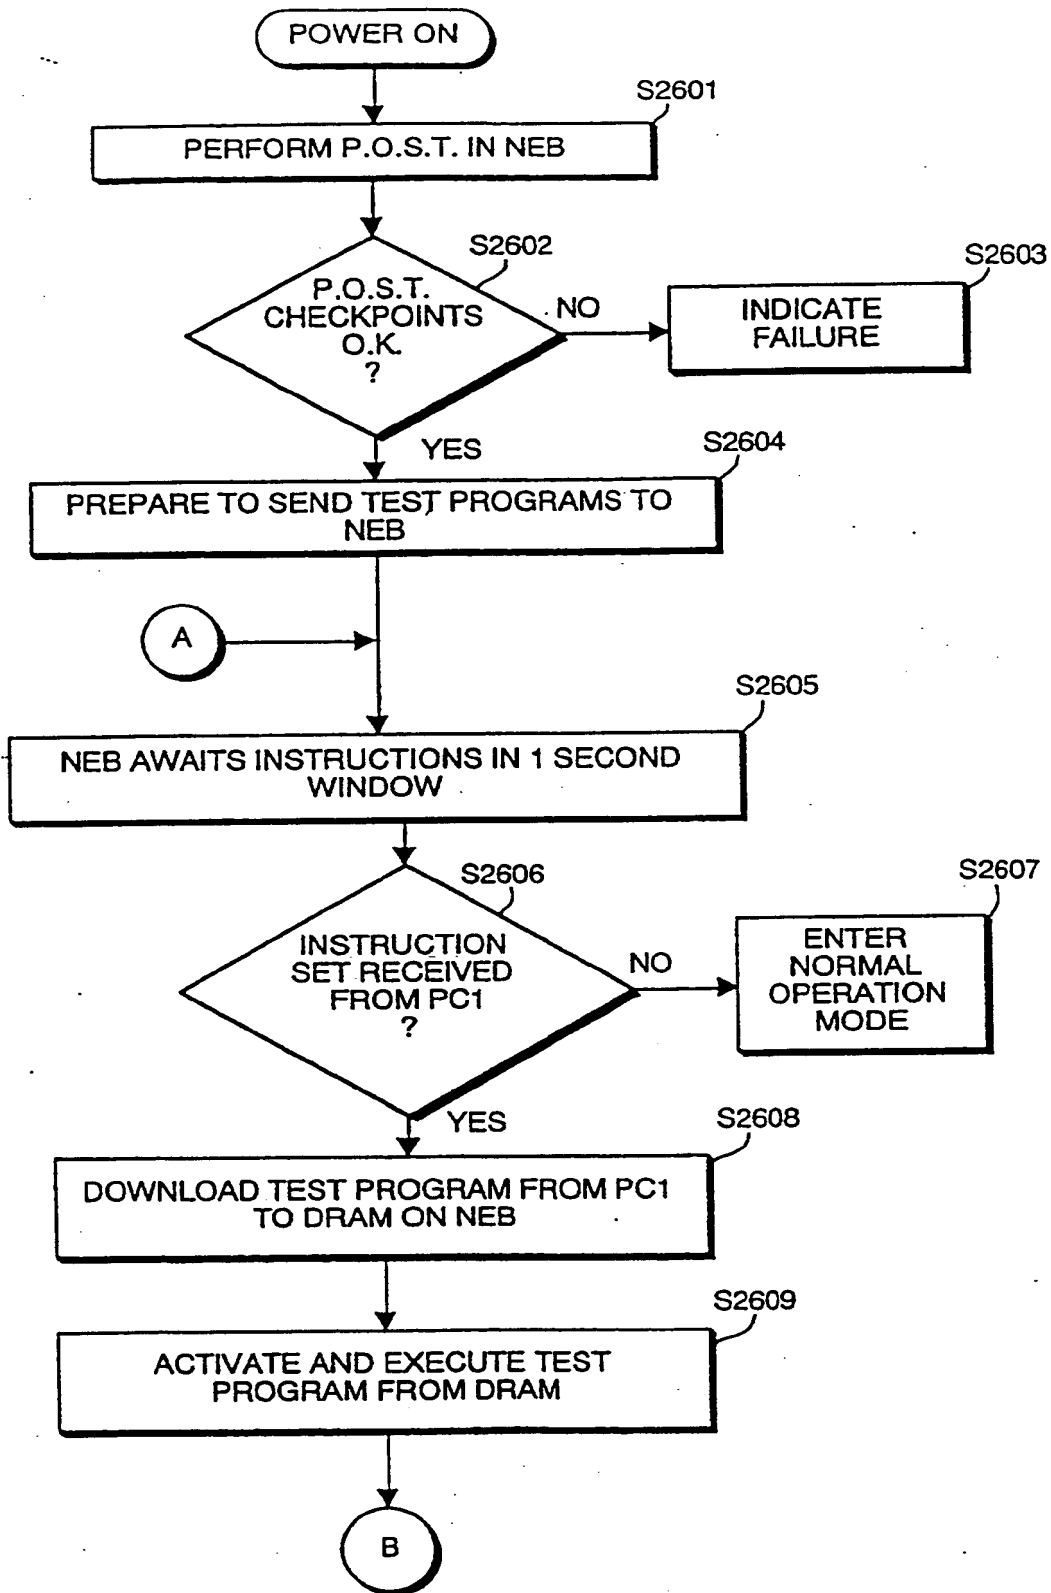 POWER ON
S2601
PERFORM P.O.S.T. IN NEB
S2602
P.O.S.T.
CHECKPOINTS
O.K.
?
NO
S2603
INDICATE
FAILURE
YES
S2604
PREPARE TO SEND TEST PROGRAMS TO
NEB
A
S2605
NEB AWAITS INSTRUCTIONS IN 1 SECOND
WINDOW
S2606
INSTRUCTION
SET RECEIVED
FROM PC1
?
NO
S2607
ENTER
NORMAL
OPERATION
MODE
YES
S2608
DOWNLOAD TEST PROGRAM FROM PC1
TO DRAM ON NEB
S2609
ACTIVATE AND EXECUTE TEST
PROGRAM FROM DRAM
B